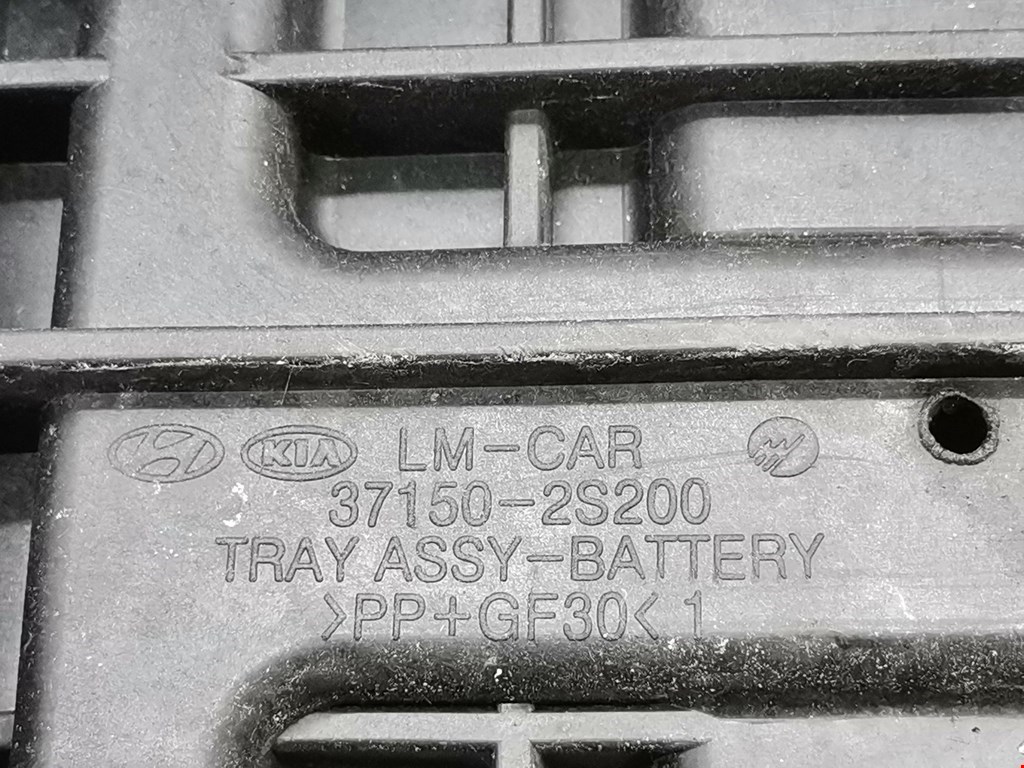 KIA LM-CAR
37150-2S200
TRAY ASSY-BATTERY
>PP+GF30< 1